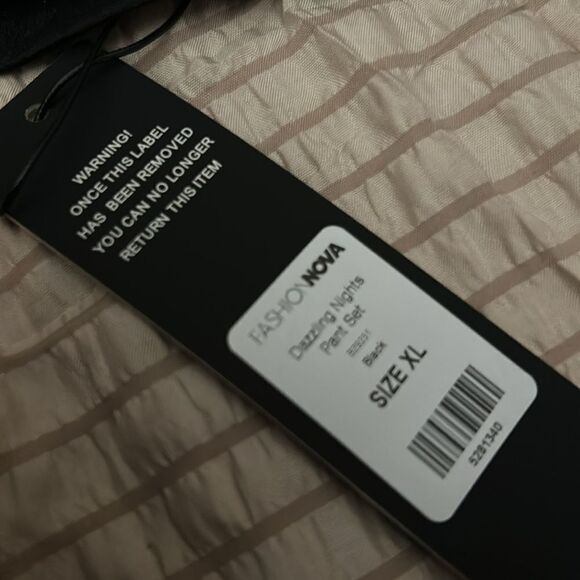 WARNING!
ONCE THIS LABEL
HAS BEEN REMOVED
YOU CAN NO LONGER
RETURN THIS ITEM
FASHIONNOVA
Dazzling Nights
Pant Set
Black
SIZE XL
5281340